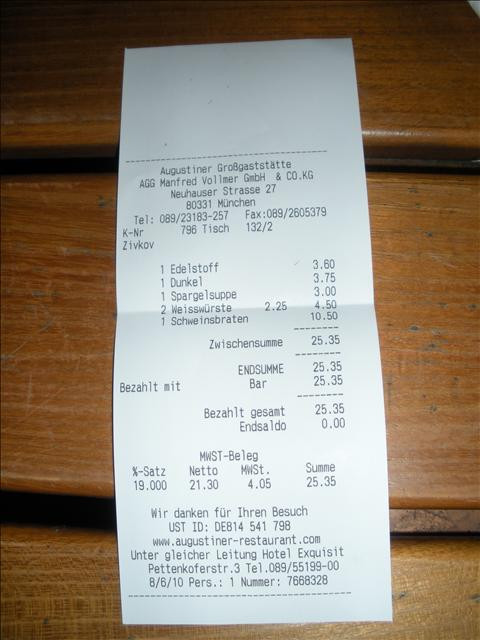 Augustiner Großgaststätte
AGG Manfred Vollmer GmbH & CO.KG
Neuhauser Strasse 27
80331 München
Tel: 089/23183-257 Fax:089/2605379
K-Nr 796 Tisch 132/2
Zivkov
1 Edelstoff 3.60
1 Dunkel 3.75
1 Spargelsuppe 3.00
2 Weisswürste 2.25 4.50
1 Schweinsbraten 10.50
Zwischensumme 25.35
ENDSUMME 25.35
Bezahlt mit Bar 25.35
Bezahlt gesamt 25.35
Endsaldo 0.00
MWST-Beleg
%-Satz Netto MWSt. Summe
19.000 21.30 4.05 25.35
Wir danken für Ihren Besuch
UST ID: DE814 541 798
www.augustiner-restaurant.com
Unter gleicher Leitung Hotel Exquisit
Pettenkoferstr.3 Tel.089/55199-00
8/6/10 Pers.: 1 Nummer: 7668328